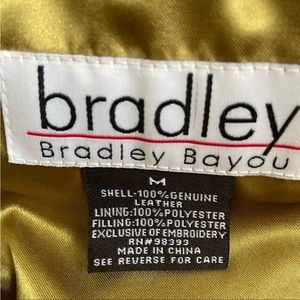 bradley
Bradley Bayou
M
SHELL-100%GENUINE
LEATHER
LINING:100%POLYESTER
FILLING:100%POLYESTER
EXCLUSIVE OF EMBROIDERY
RN#98399
MADE IN CHINA
SEE REVERSE FOR CARE